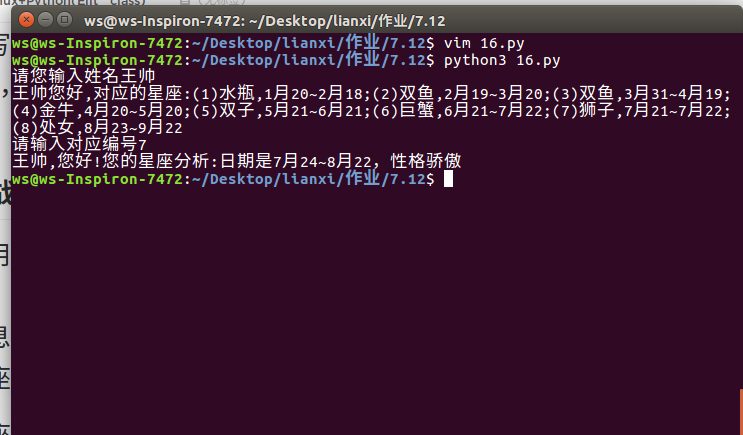 ux+Python(Ent class)
ws@ws-Inspiron-7472: ~/Desktop/lianxi/作业/7.12
ws@ws-Inspiron-7472:~/Desktop/lianxi/作业/7.12$ vim 16.py
ws@ws-Inspiron-7472:~/Desktop/lianxi/作业/7.12$ python3 16.py
请您输入姓名王帅
王帅您好,对应的星座:(1)水瓶,1月20~2月18;(2)双鱼,2月19~3月20;(3)双鱼,3月31~4月19;
(4)金牛,4月20~5月20;(5)双子,5月21~6月21;(6)巨蟹,6月21~7月22;(7)狮子,7月21~7月22;
(8)处女,8月23~9月22
请输入对应编号7
王帅,您好!您的星座分析:日期是7月24~8月22，性格骄傲
ws@ws-Inspiron-7472:~/Desktop/lianxi/作业/7.12$